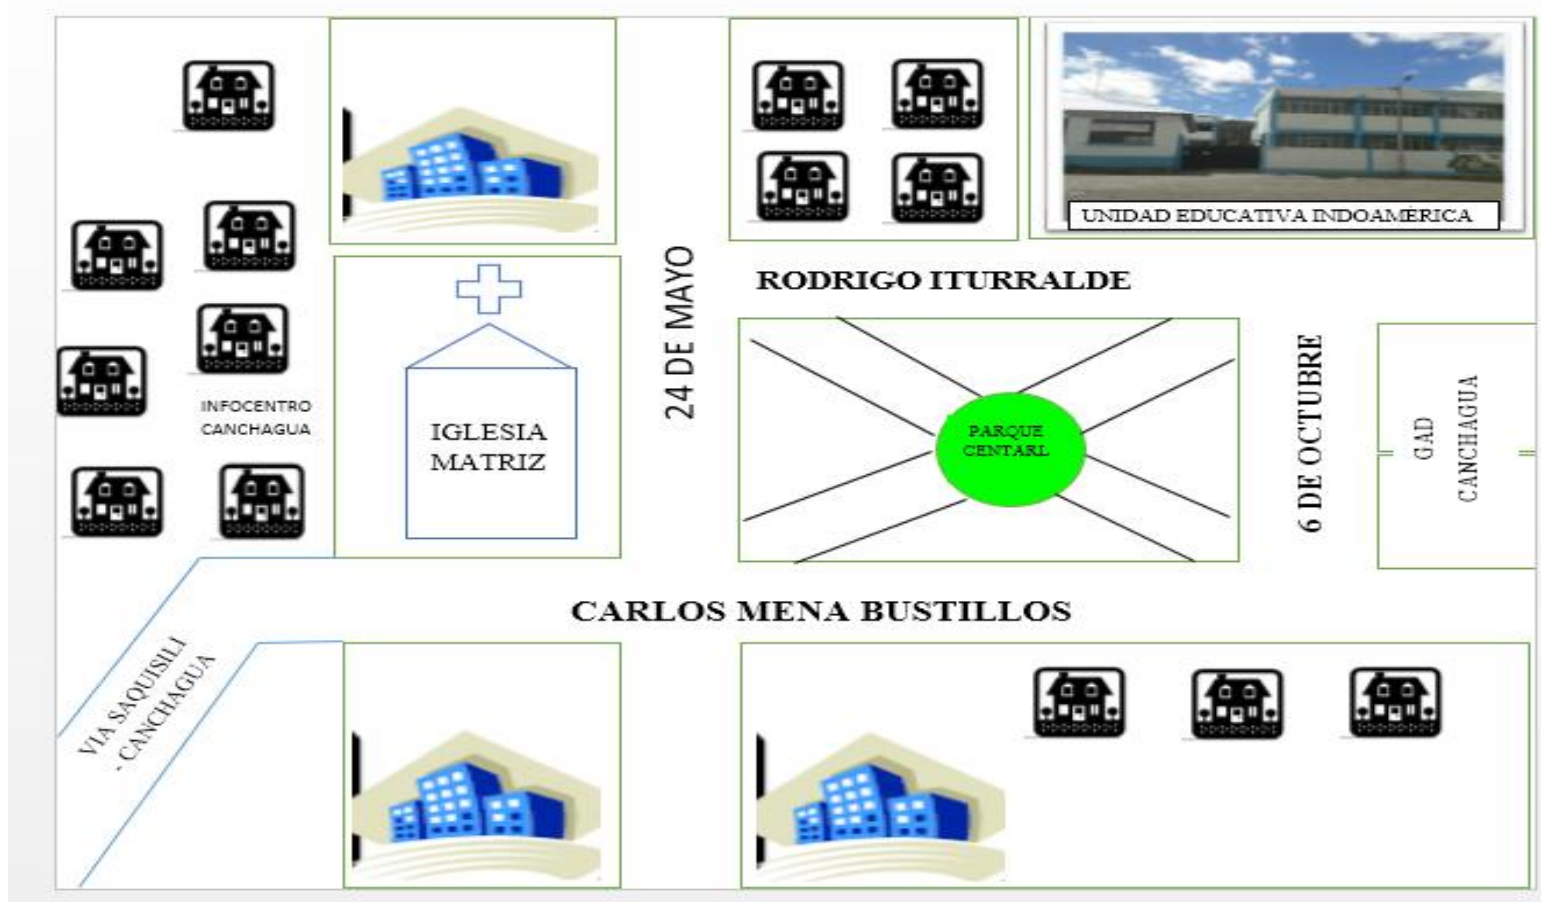 UNIDAD EDUCATIVA INDOAMÉRICA
24 DE MAYO
RODRIGO ITURRALDE
INFOCENTRO
CANCHAGUA
IGLESIA
MATRIZ
PARQUE
CENTARL
6 DE OCTUBRE
GAD
CANCHAGUA
CARLOS MENA BUSTILLOS
VIA SAQUISILI
- CANCHAGUA